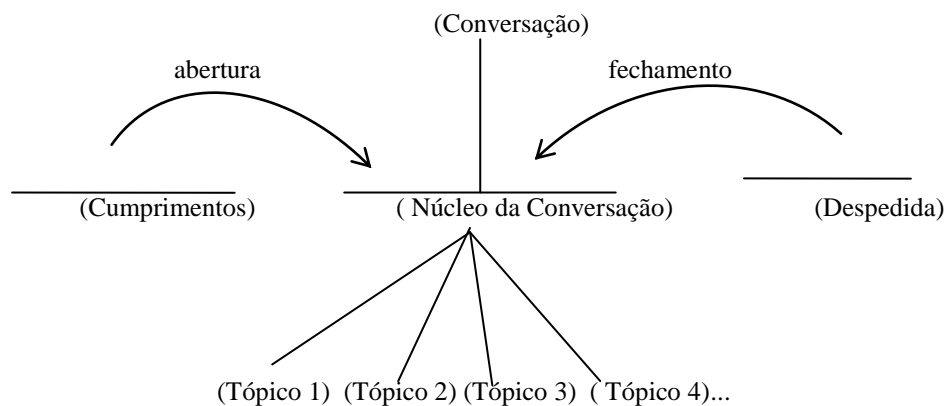 (Conversação)
abertura fechamento
(Cumprimentos) ( Núcleo da Conversação) (Despedida)
(Tópico 1) (Tópico 2) (Tópico 3) ( Tópico 4)...